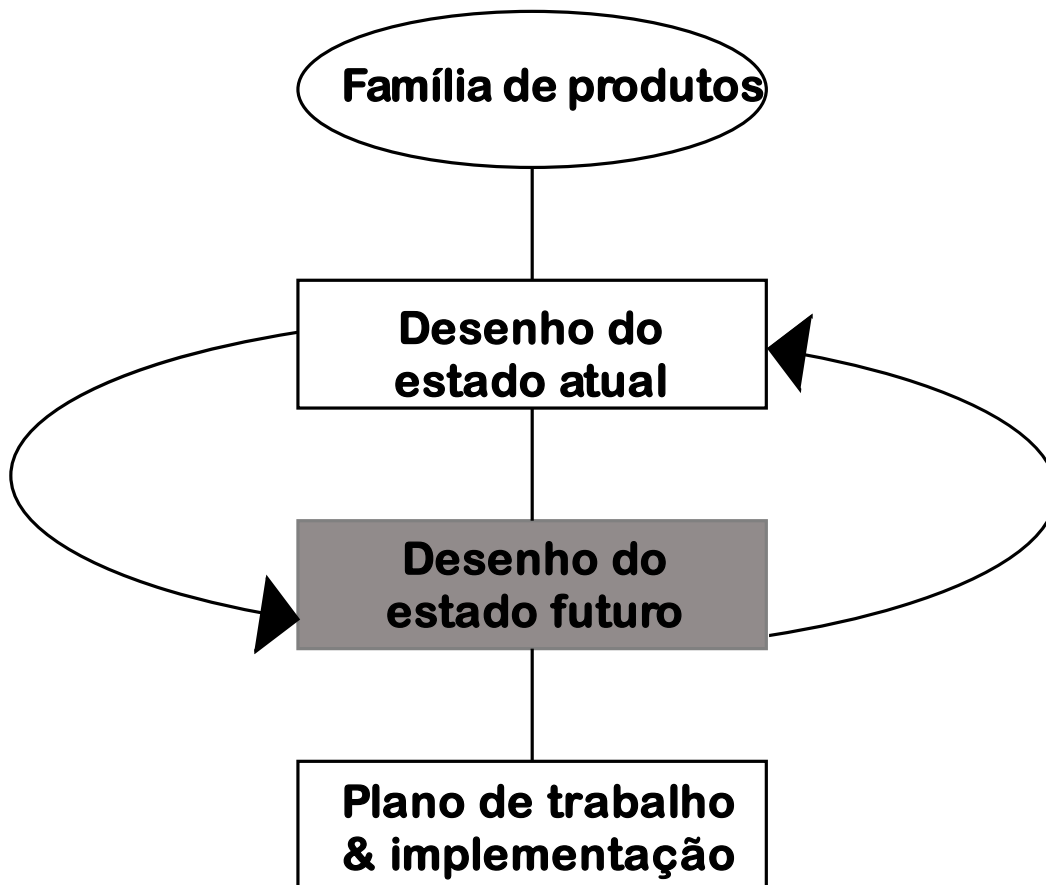 Família de produtos
Desenho do
estado atual
Desenho do
estado futuro
Plano de trabalho
& implementação